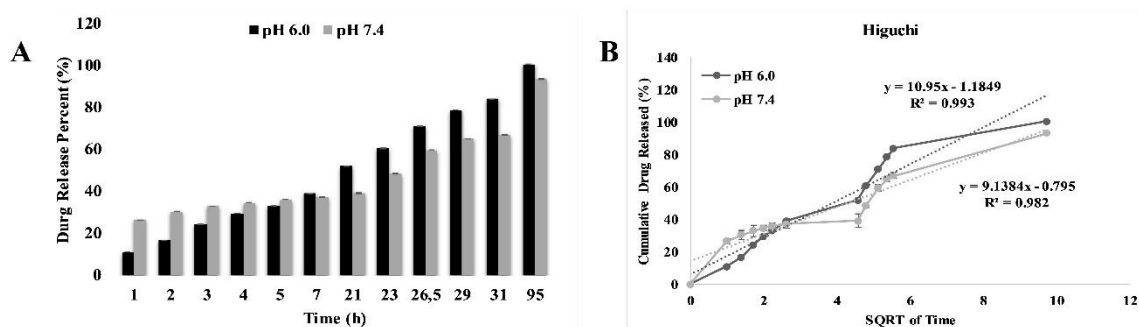 A
Durg Release Percent (%)
120
100
80
60
40
20
0
pH 6.0 pH 7.4
1 2 3 4 5 7 21 23 26,5 29 31 95
Time (h)
B
Higuchi
Cumulative Drug Released (%)
140
120
100
80
60
40
20
0
pH 6.0
pH 7.4
y = 10.95x - 1.1849
R² = 0.993
y = 9.1384x - 0.795
R² = 0.982
0 2 4 6 8 10 12
SQRT of Time